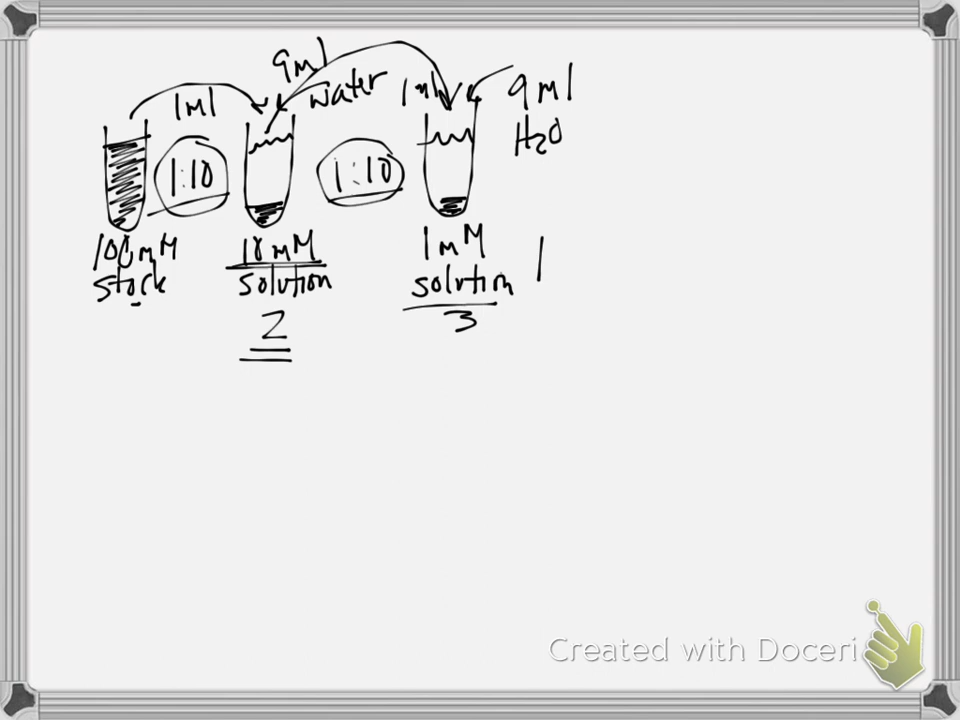 9ml
1ml water 1ml 9ml
H2O
1:10 1:10
100mM 10mM 1mM
stock solution solution 1
2 3
Created with Doceri